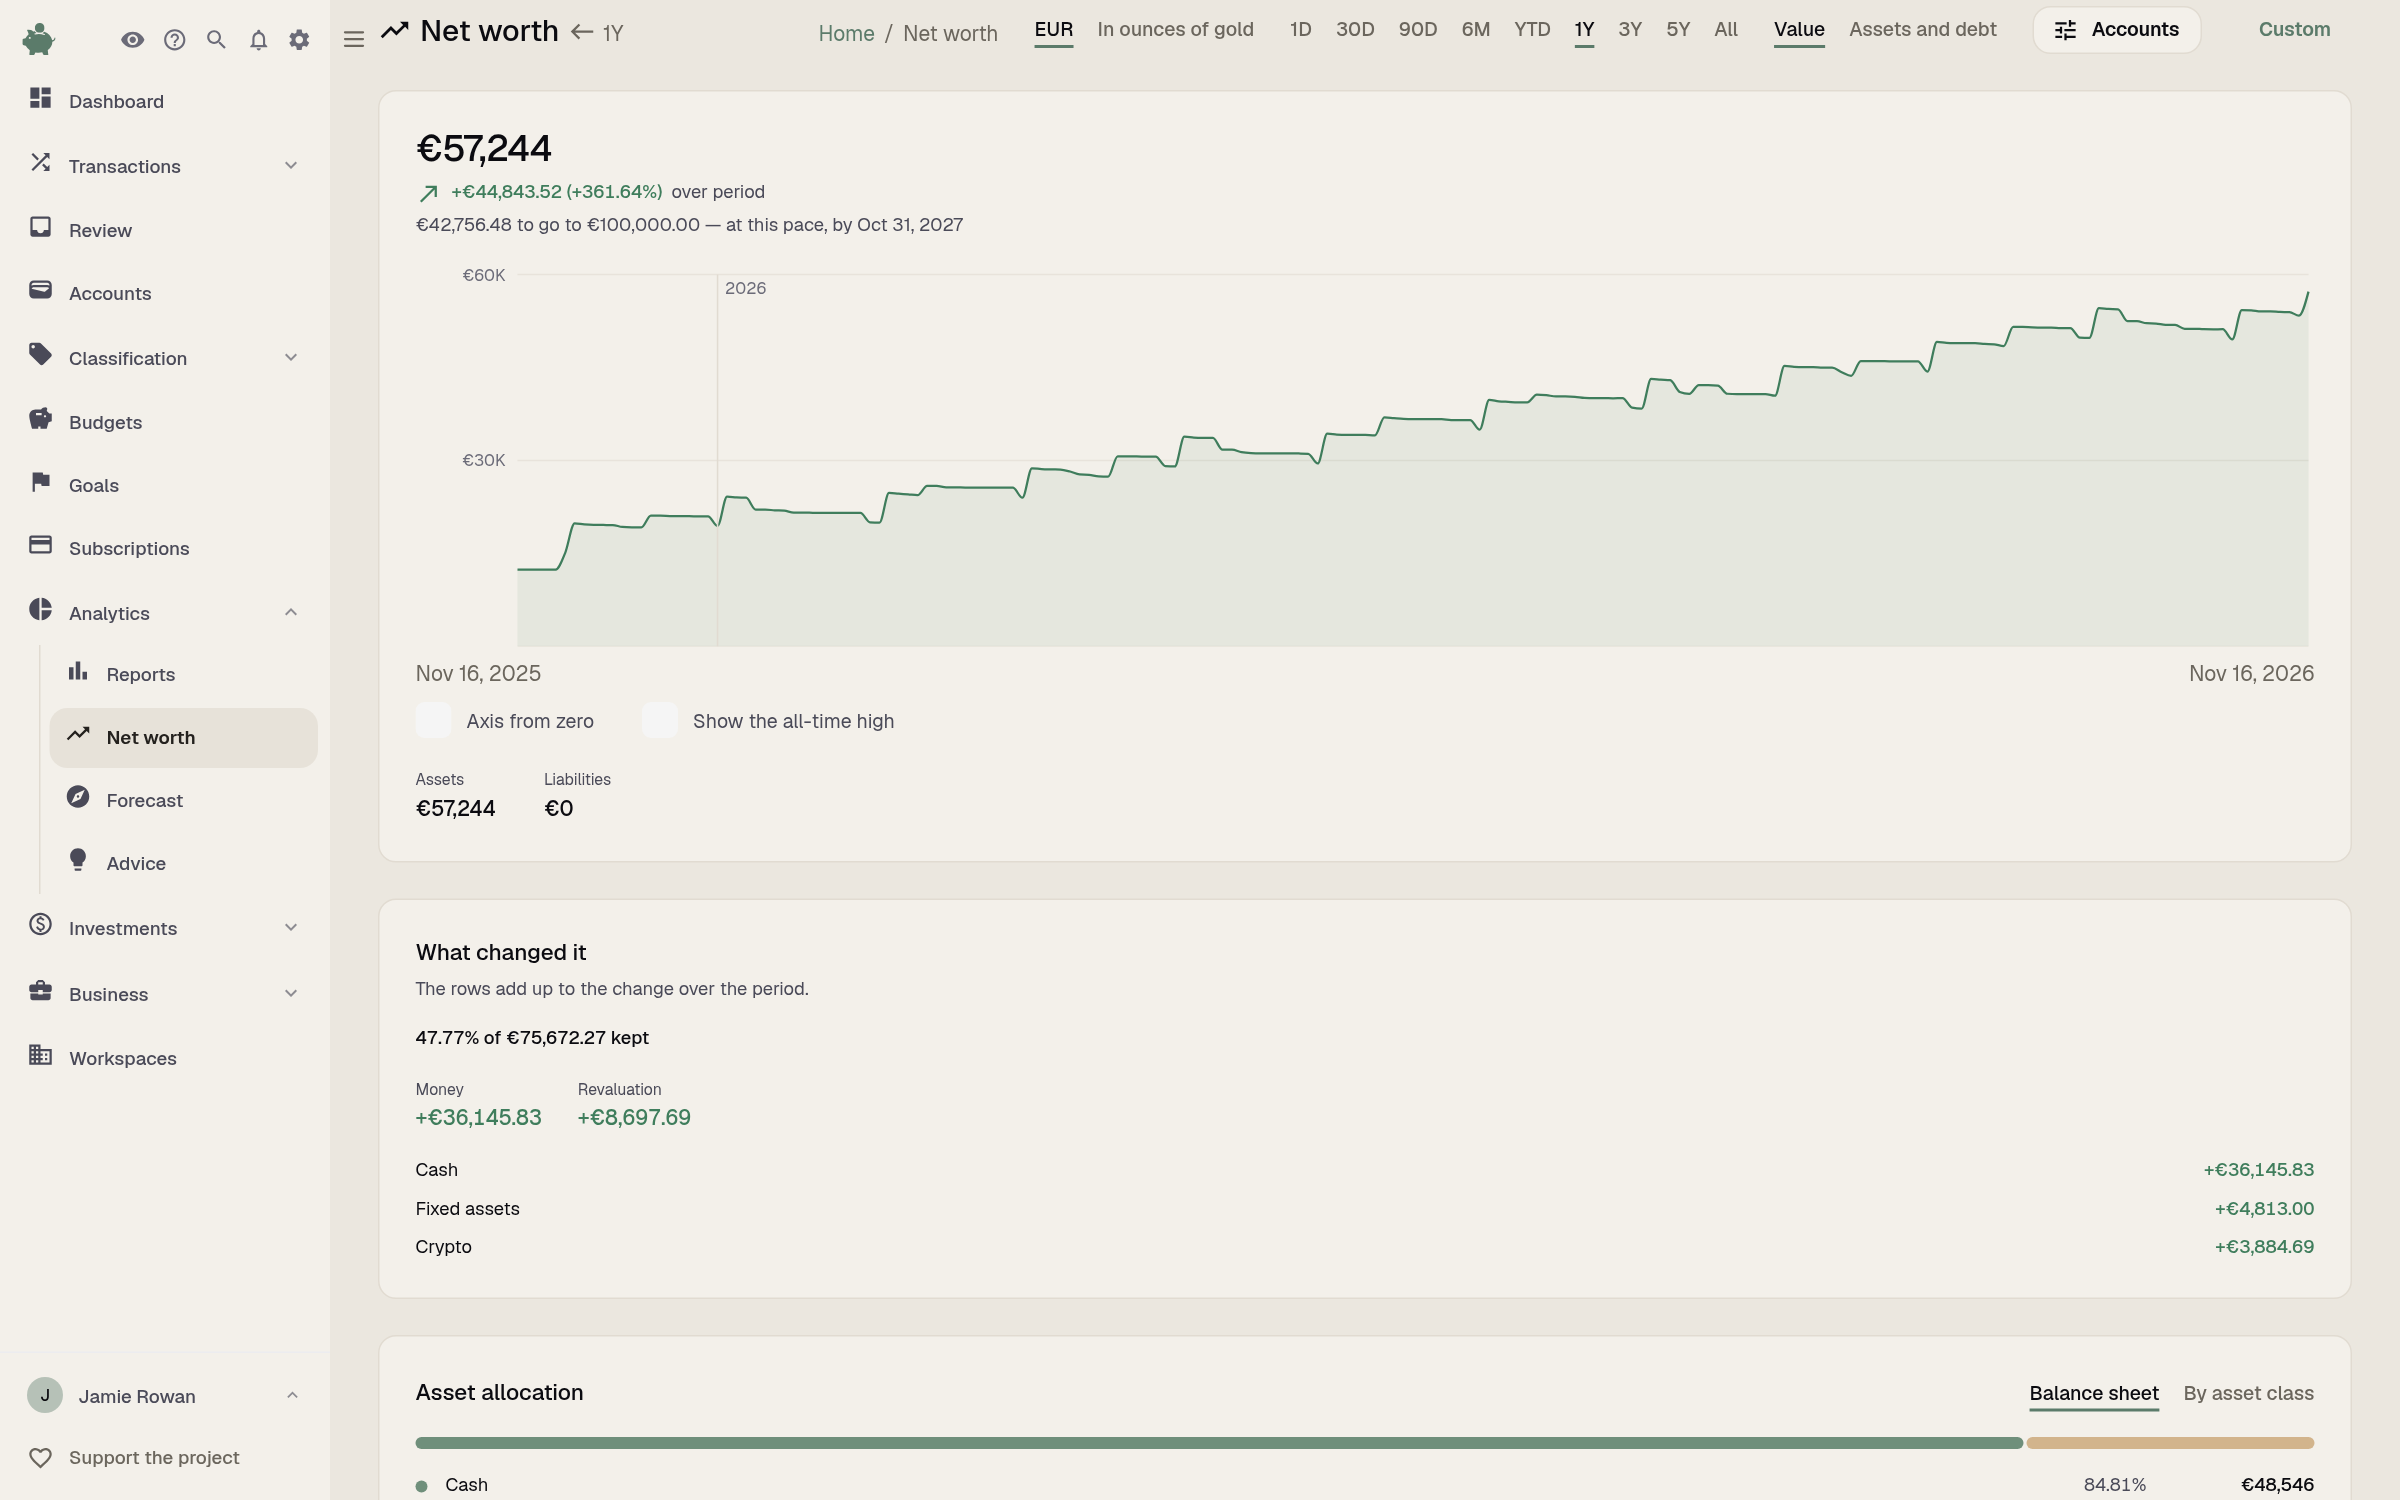 Net worth
1Y
Home / Net worth
EUR
In ounces of gold
1D
30D
90D
6M
YTD
1Y
3Y
5Y
All
Value
Assets and debt
Accounts
Custom
Dashboard
Transactions
Review
Accounts
Classification
Budgets
Goals
Subscriptions
Analytics
Reports
Net worth
Forecast
Advice
Investments
Business
Workspaces
J
Jamie Rowan
Support the project
€57,244
+€44,843.52 (+361.64%) over period
€42,756.48 to go to €100,000.00 — at this pace, by Oct 31, 2027
€60K
2026
€30K
Nov 16, 2025
Nov 16, 2026
Axis from zero
Show the all-time high
Assets
Liabilities
€57,244
€0
What changed it
The rows add up to the change over the period.
47.77% of €75,672.27 kept
Money
Revaluation
+€36,145.83
+€8,697.69
Cash
+€36,145.83
Fixed assets
+€4,813.00
Crypto
+€3,884.69
Asset allocation
Balance sheet
By asset class
Cash
84.81%
€48,546